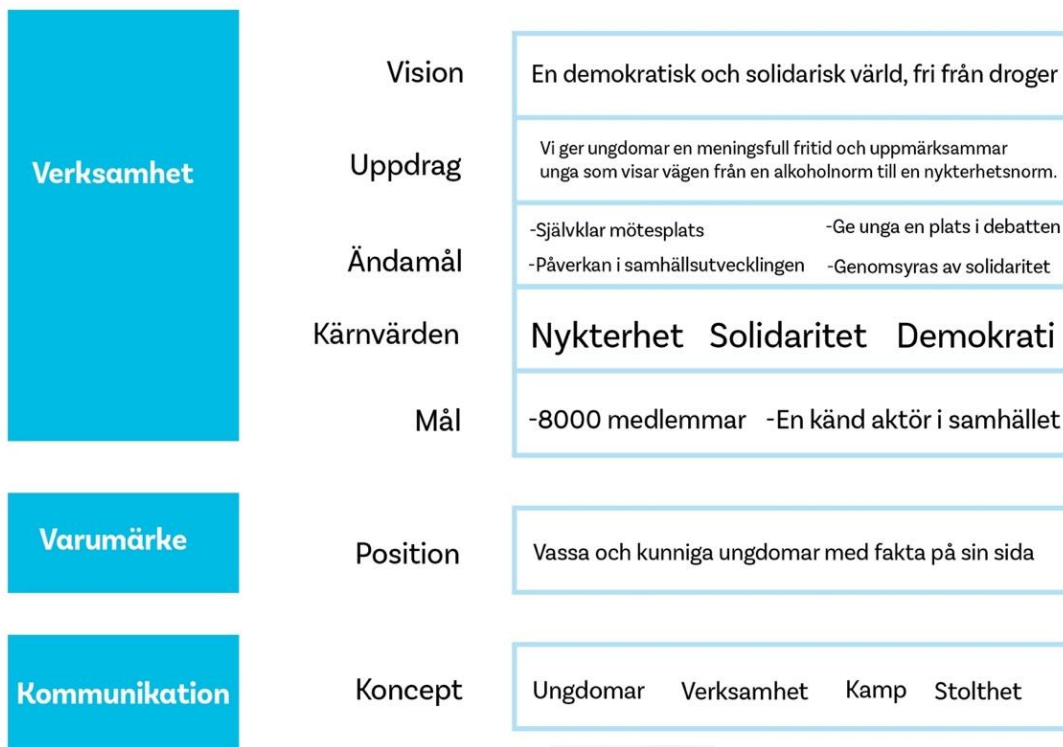 Verksamhet
Vision
En demokratisk och solidarisk värld, fri från droger
Uppdrag
Vi ger ungdomar en meningsfull fritid och uppmärksammar
unga som visar vägen från en alkoholnorm till en nykterhetsnorm.
Ändamål
-Självklar mötesplats -Ge unga en plats i debatten
-Påverkan i samhällsutvecklingen -Genomsyras av solidaritet
Kärnvärden
Nykterhet Solidaritet Demokrati
Mål
-8000 medlemmar -En känd aktör i samhället
Varumärke
Position
Vassa och kunniga ungdomar med fakta på sin sida
Kommunikation
Koncept
Ungdomar Verksamhet Kamp Stolthet